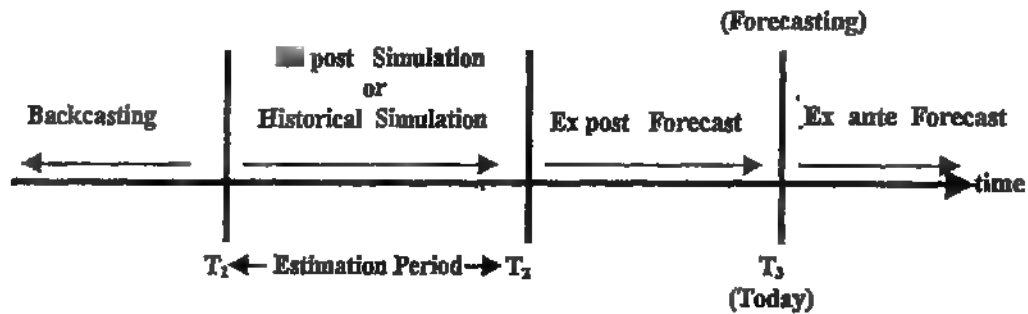 (Forecasting)
post Simulation
or
Backcasting
Historical Simulation
Ex post Forecast
Ex ante Forecast
time
T₁ Estimation Period T₂
T₃
(Today)